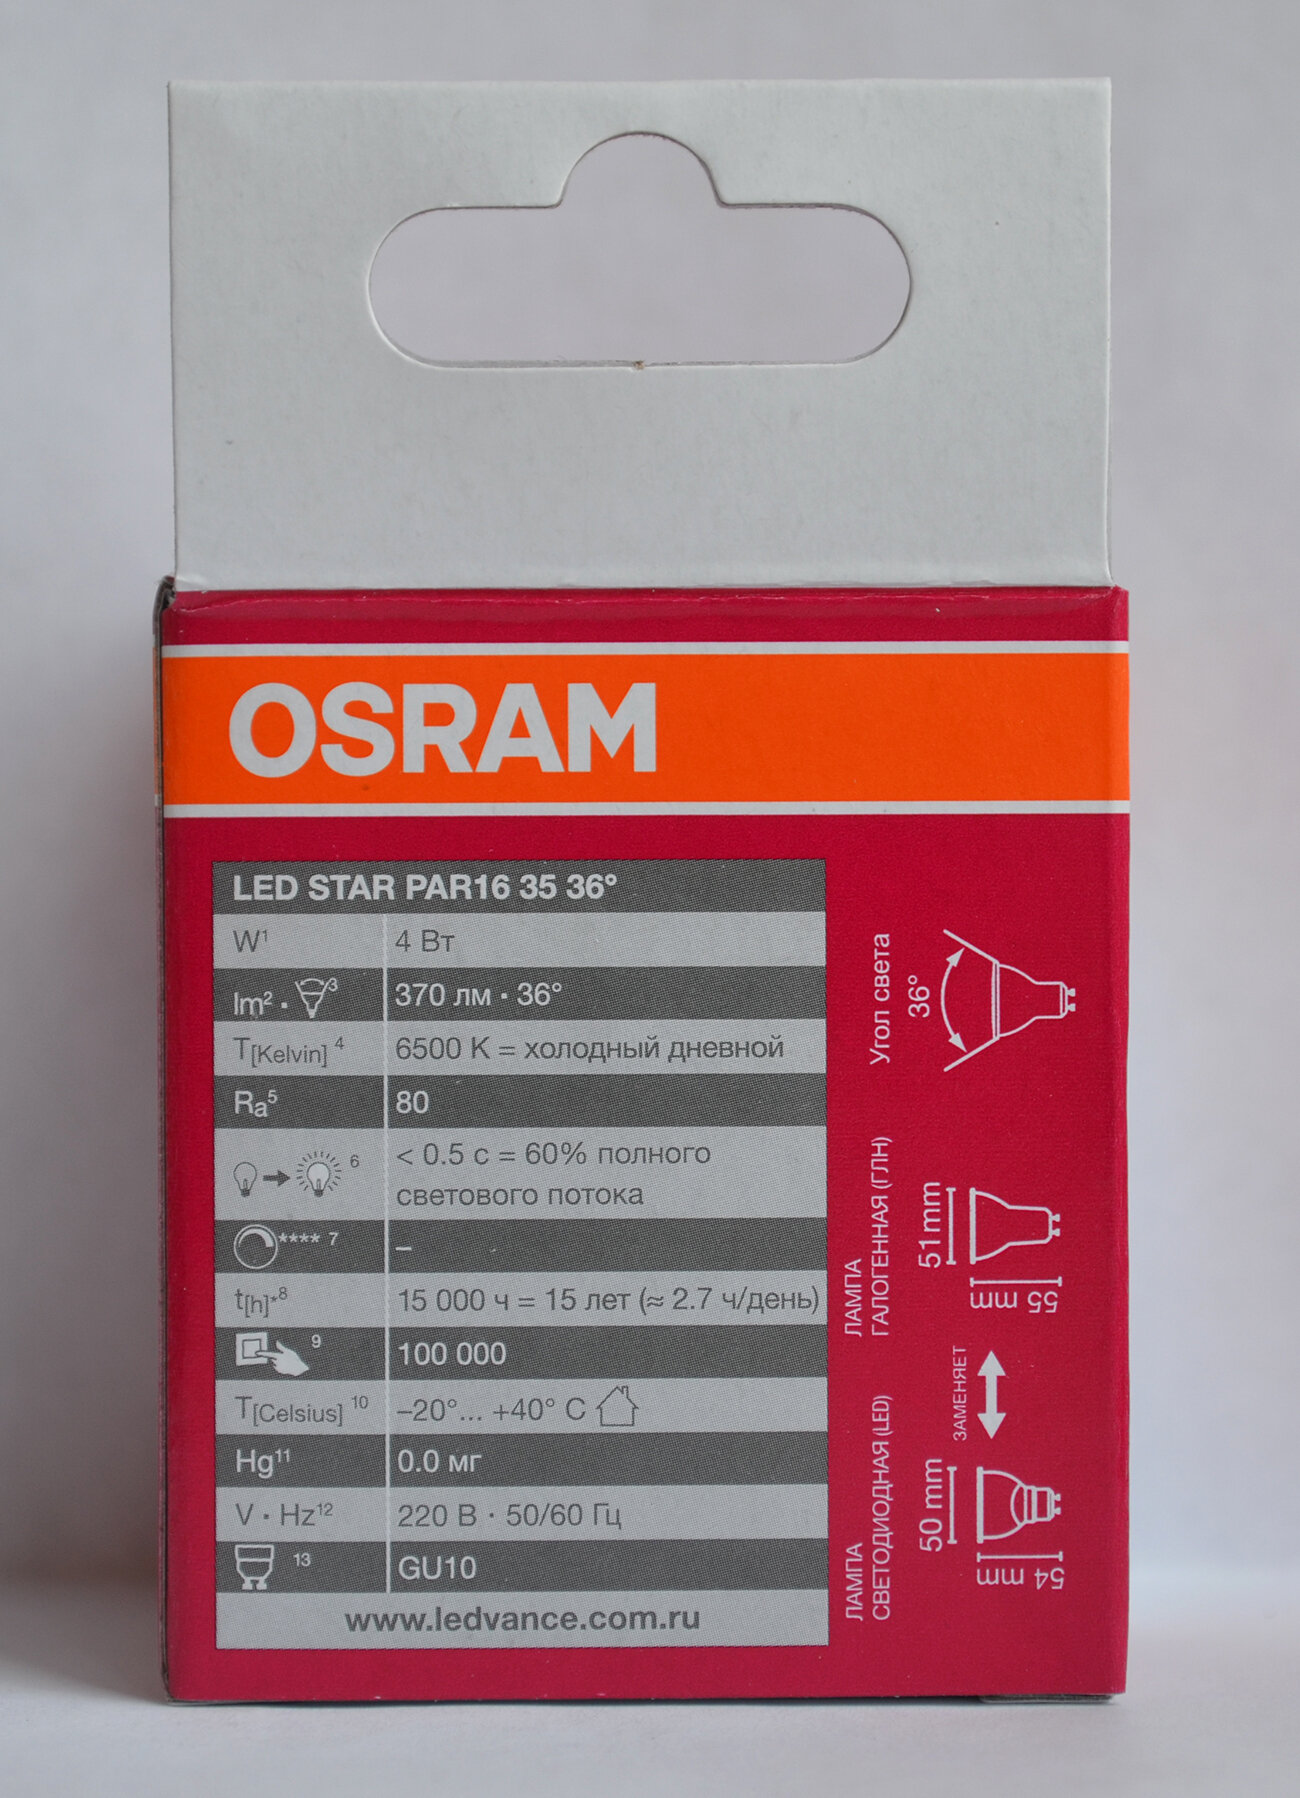 OSRAM
LED STAR PAR16 35 36°
W¹ 4 Вт
lm² · ³ 370 лм · 36°
T[Kelvin] ⁴ 6500 K = холодный дневной
Ra⁵ 80
⁶ < 0.5 с = 60% полного
светового потока
**** ⁷ –
t[h]*⁸ 15 000 ч = 15 лет (≈ 2.7 ч/день)
⁹ 100 000
T[Celsius] ¹⁰ –20°... +40° C
Hg¹¹ 0.0 мг
V · Hz¹² 220 В · 50/60 Гц
¹³ GU10
www.ledvance.com.ru
Угол света
36°
ЛАМПА
ГАЛОГЕННАЯ (ГЛН)
51mm
55 mm
ЗАМЕНЯЕТ
ЛАМПА
СВЕТОДИОДНАЯ (LED)
50 mm
54 mm